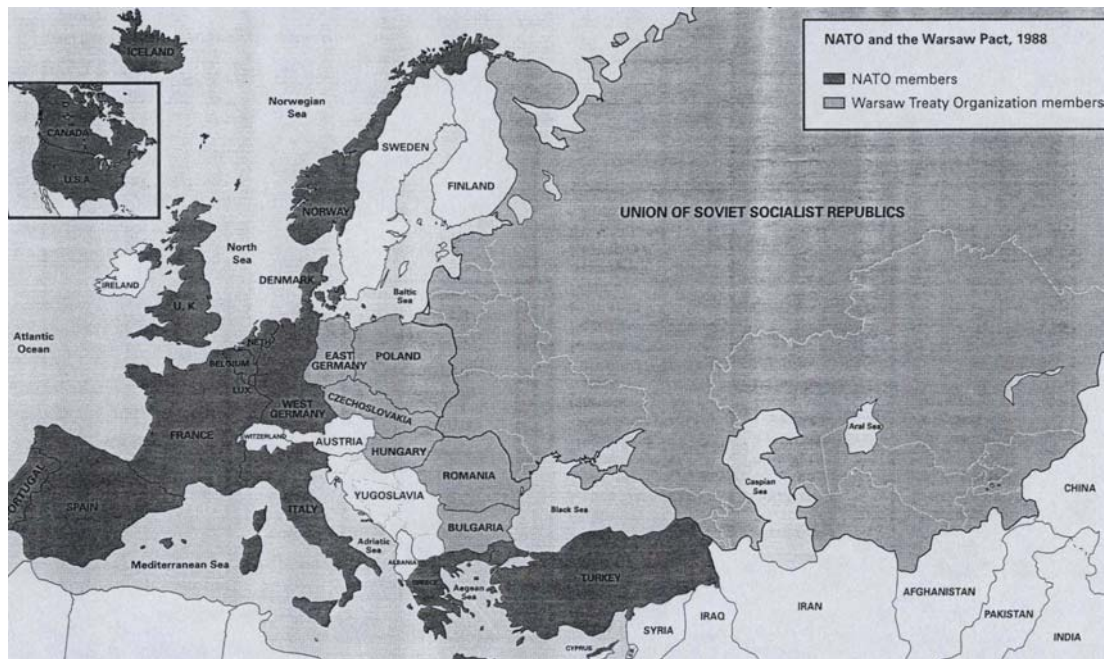 NATO and the Warsaw Pact, 1988
NATO members
Warsaw Treaty Organization members
ICELAND
CANADA
U.S.A
Norwegian
Sea
SWEDEN
FINLAND
NORWAY
UNION OF SOVIET SOCIALIST REPUBLICS
North
Sea
DENMARK
IRELAND
U. K.
Baltic
Sea
Atlantic
Ocean
NETH.
BELGIUM
LUX.
EAST
GERMANY
POLAND
WEST
GERMANY
CZECHOSLOVAKIA
FRANCE
SWITZERLAND
AUSTRIA
HUNGARY
ROMANIA
Aral Sea
Caspian
Sea
CHINA
PORTUGAL
SPAIN
ITALY
YUGOSLAVIA
Black Sea
BULGARIA
Adriatic
Sea
ALBANIA
Mediterranean Sea
GREECE
Aegean
Sea
TURKEY
CYPRUS
SYRIA
IRAQ
IRAN
AFGHANISTAN
PAKISTAN
INDIA